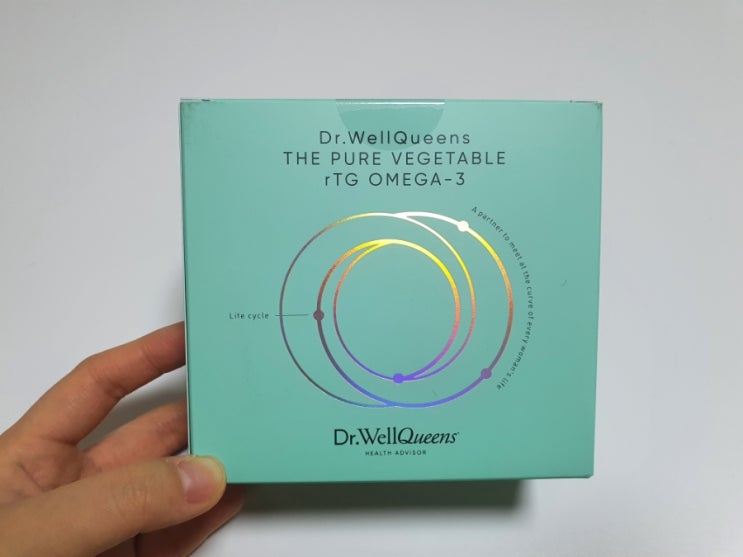 Dr.WellQueens
THE PURE VEGETABLE
rTG OMEGA-3
A partner to meet at the curve of every woman's life
Life cycle
Dr.WellQueens
HEALTH ADVISOR